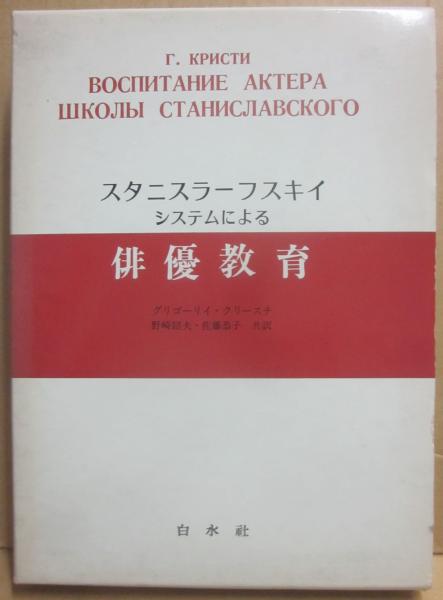 Г. КРИСТИ
ВОСПИТАНИЕ АКТЕРА
ШКОЛЫ СТАНИСЛАВСКОГО
スタニスラーフスキイ
システムによる
俳優教育
グリゴーリイ・クリースチ
野崎韶夫・佐藤恭子 共訳
白水社